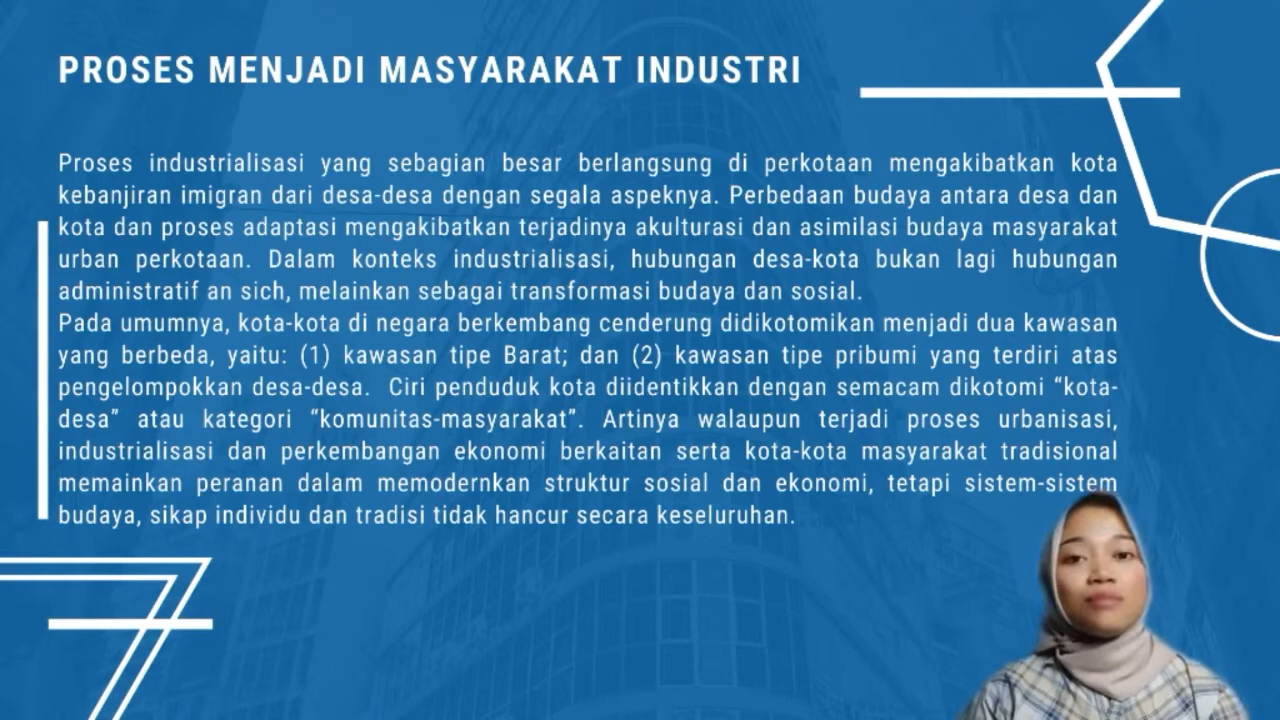 PROSES MENJADI MASYARAKAT INDUSTRI
Proses industrialisasi yang sebagian besar berlangsung di perkotaan mengakibatkan kota
kebanjiran imigran dari desa-desa dengan segala aspeknya. Perbedaan budaya antara desa dan
kota dan proses adaptasi mengakibatkan terjadinya akulturasi dan asimilasi budaya masyarakat
urban perkotaan. Dalam konteks industrialisasi, hubungan desa-kota bukan lagi hubungan
administratif an sich, melainkan sebagai transformasi budaya dan sosial.
Pada umumnya, kota-kota di negara berkembang cenderung didikotomikan menjadi dua kawasan
yang berbeda, yaitu: (1) kawasan tipe Barat; dan (2) kawasan tipe pribumi yang terdiri atas
pengelompokkan desa-desa. Ciri penduduk kota diidentikkan dengan semacam dikotomi “kota-
desa” atau kategori “komunitas-masyarakat”. Artinya walaupun terjadi proses urbanisasi,
industrialisasi dan perkembangan ekonomi berkaitan serta kota-kota masyarakat tradisional
memainkan peranan dalam memodernkan struktur sosial dan ekonomi, tetapi sistem-sistem
budaya, sikap individu dan tradisi tidak hancur secara keseluruhan.